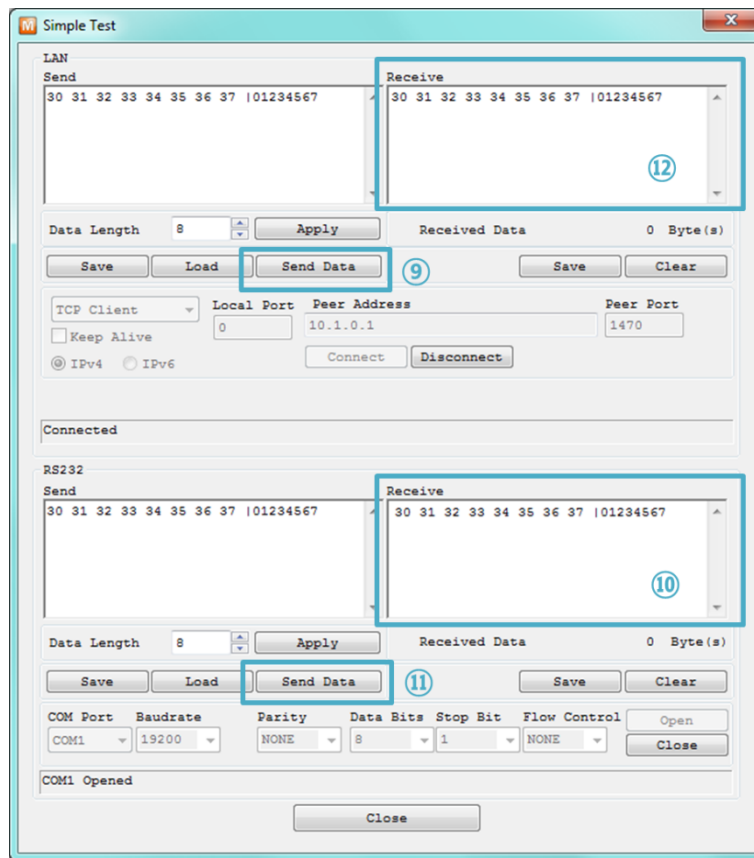 M Simple Test
LAN
Send Receive
30 31 32 33 34 35 36 37 |01234567 30 31 32 33 34 35 36 37 |01234567
⑫
Data Length 8 Apply Received Data 0 Byte(s)
Save Load Send Data ⑨ Save Clear
TCP Client Local Port Peer Address Peer Port
0 10.1.0.1 1470
Keep Alive
IPv4 IPv6 Connect Disconnect
Connected
RS232
Send Receive
30 31 32 33 34 35 36 37 |01234567 30 31 32 33 34 35 36 37 |01234567
⑩
Data Length 8 Apply Received Data 0 Byte(s)
Save Load Send Data ⑪ Save Clear
COM Port Baudrate Parity Data Bits Stop Bit Flow Control Open
COM1 19200 NONE 8 1 NONE Close
COM1 Opened
Close